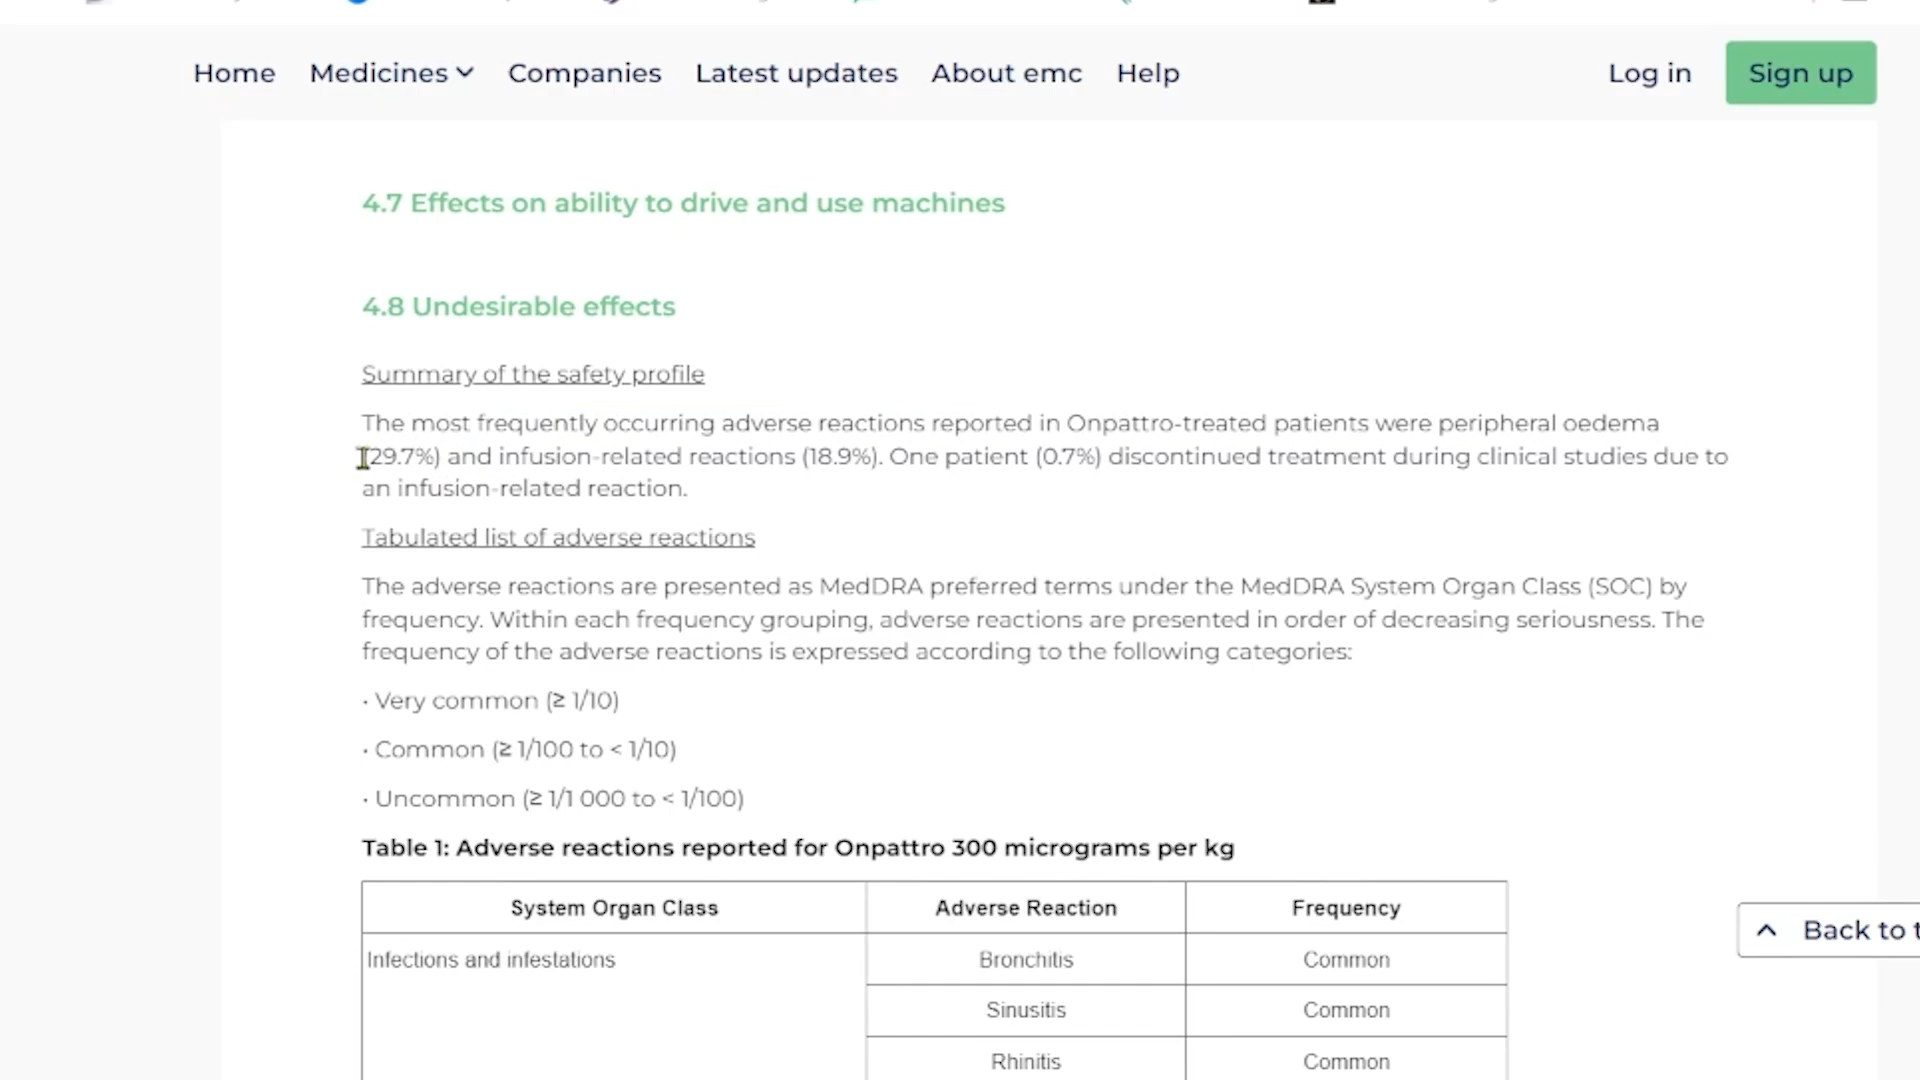 Home Medicines Companies Latest updates About emc Help Log in Sign up
4.7 Effects on ability to drive and use machines
4.8 Undesirable effects
Summary of the safety profile
The most frequently occurring adverse reactions reported in Onpattro-treated patients were peripheral oedema
(29.7%) and infusion-related reactions (18.9%). One patient (0.7%) discontinued treatment during clinical studies due to
an infusion-related reaction.
Tabulated list of adverse reactions
The adverse reactions are presented as MedDRA preferred terms under the MedDRA System Organ Class (SOC) by
frequency. Within each frequency grouping, adverse reactions are presented in order of decreasing seriousness. The
frequency of the adverse reactions is expressed according to the following categories:
· Very common (≥ 1/10)
· Common (≥ 1/100 to < 1/10)
· Uncommon (≥ 1/1 000 to < 1/100)
Table 1: Adverse reactions reported for Onpattro 300 micrograms per kg
System Organ Class Adverse Reaction Frequency
Back to t
Infections and infestations Bronchitis Common
Sinusitis Common
Rhinitis Common